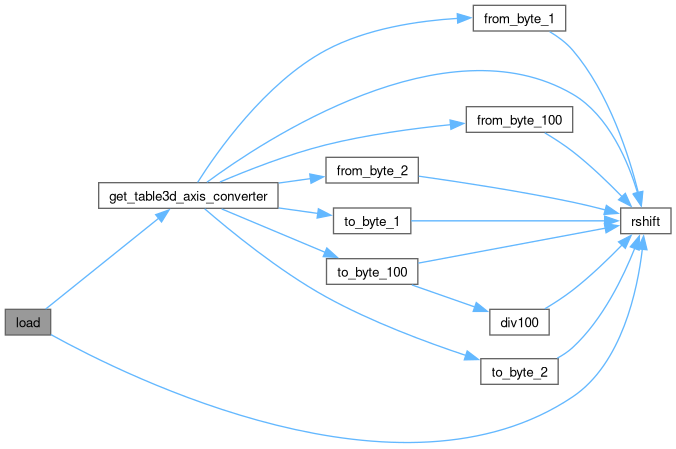 from_byte_1
from_byte_100
from_byte_2
get_table3d_axis_converter
to_byte_1
rshift
to_byte_100
load
div100
to_byte_2